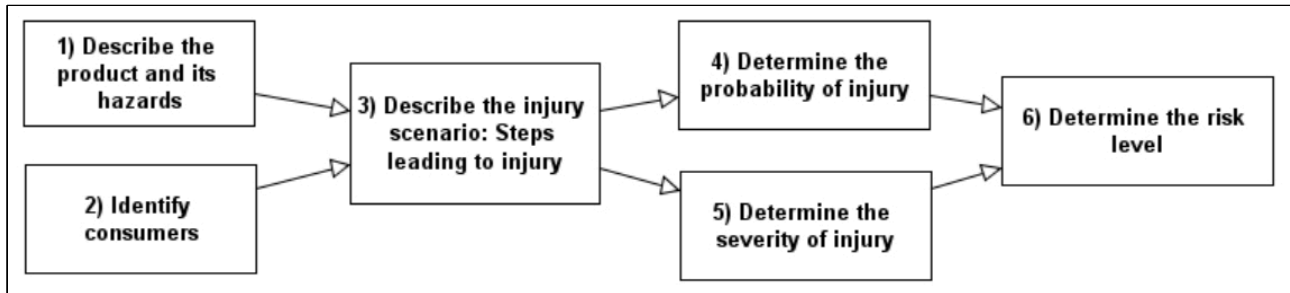 1) Describe the
product and its
hazards
2) Identify
consumers
3) Describe the injury
scenario: Steps
leading to injury
4) Determine the
probability of injury
5) Determine the
severity of injury
6) Determine the risk
level